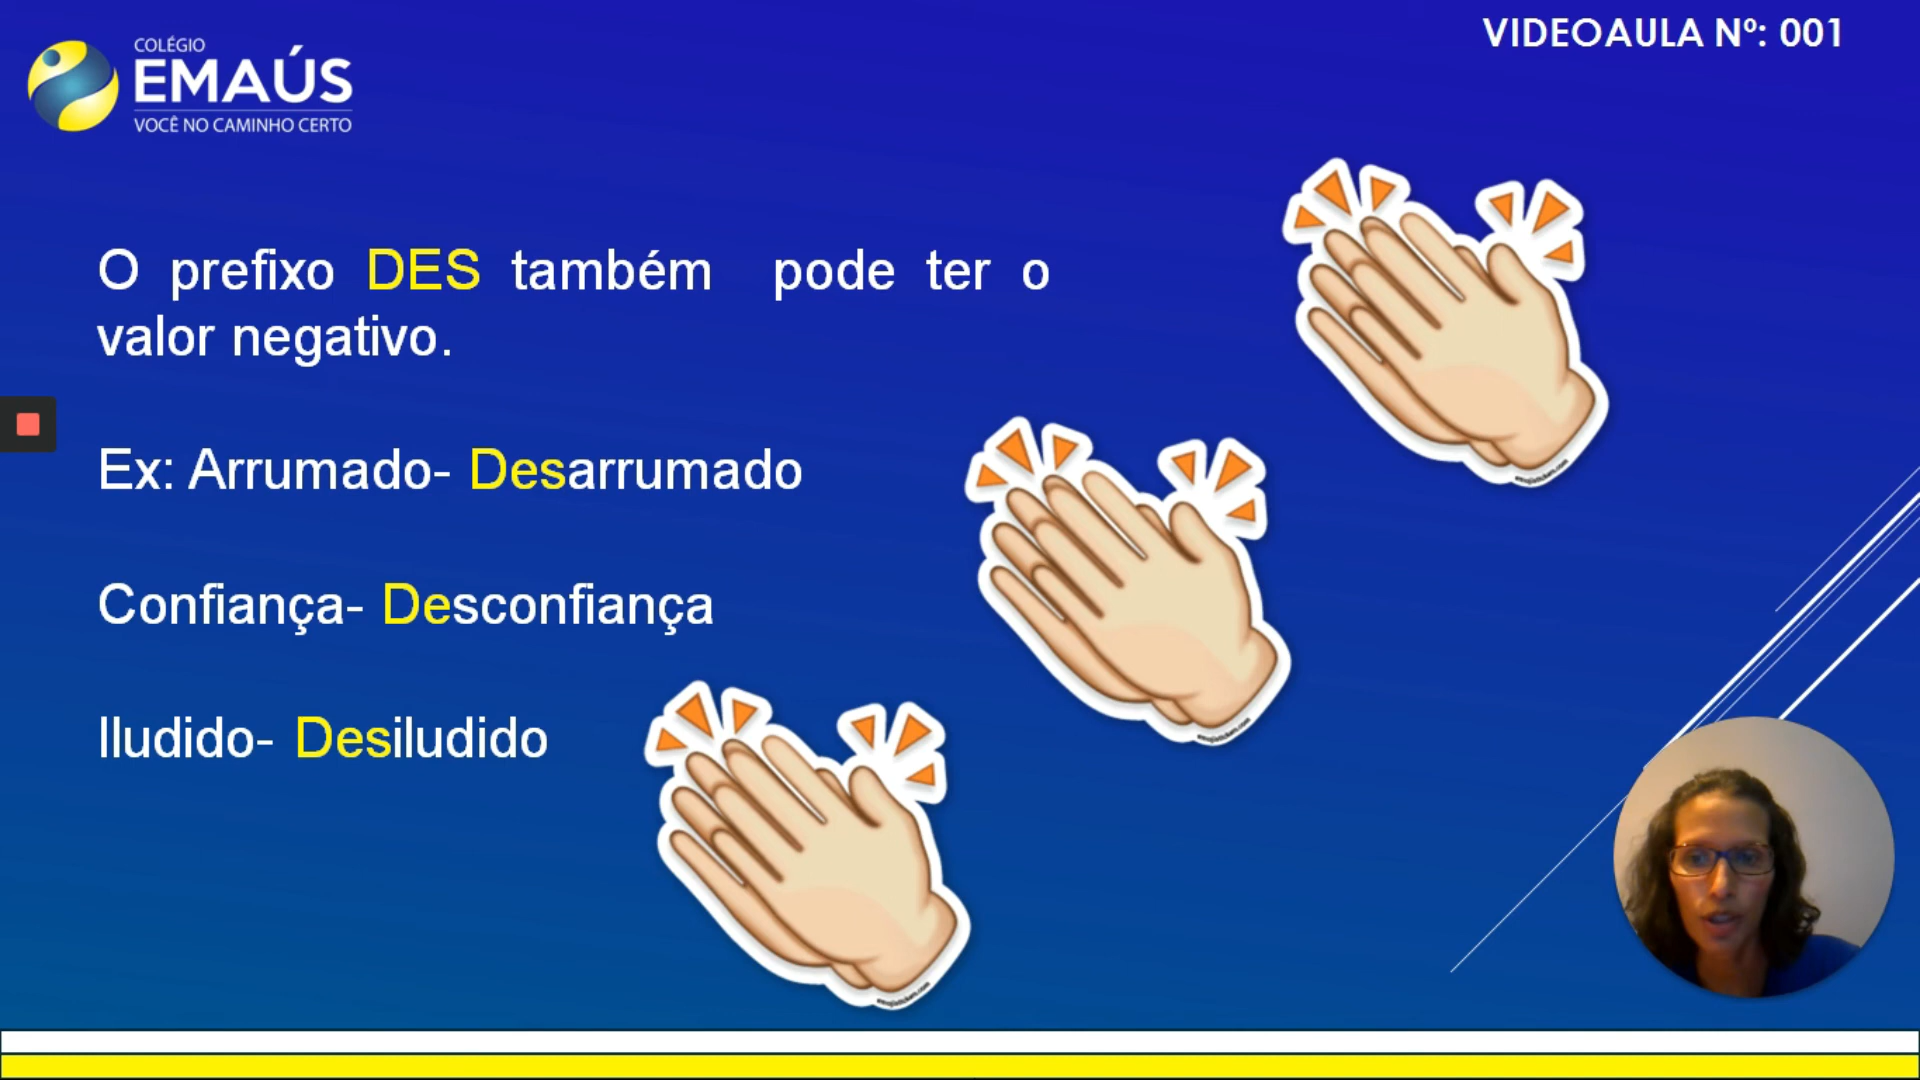 COLÉGIO
EMAÚS
VOCÊ NO CAMINHO CERTO
VIDEOAULA Nº: 001
O prefixo DES também pode ter o
valor negativo.
Ex: Arrumado- Desarrumado
Confiança- Desconfiança
Iludido- Desiludido